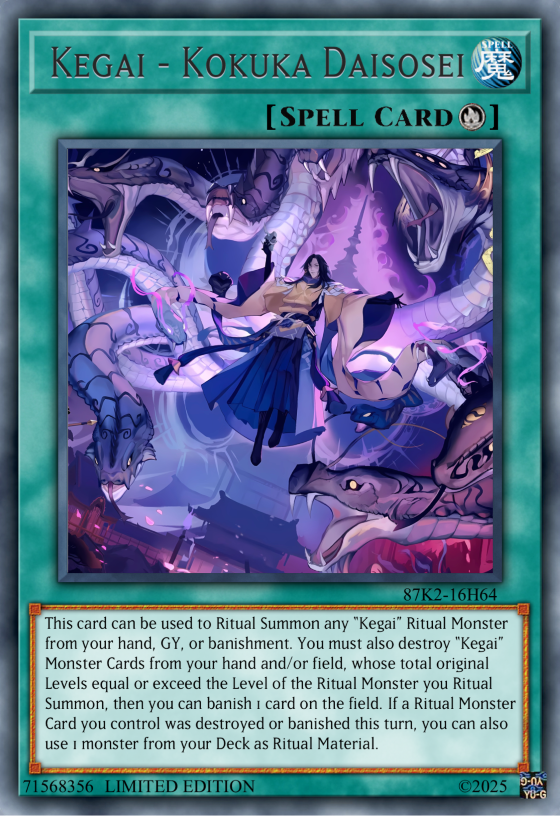 KEGAI - KOKUKA DAISOSEI
SPELL
魔
[SPELL CARD]
87K2-16H64
This card can be used to Ritual Summon any "Kegai" Ritual Monster
from your hand, GY, or banishment. You must also destroy "Kegai"
Monster Cards from your hand and/or field, whose total original
Levels equal or exceed the Level of the Ritual Monster you Ritual
Summon, then you can banish 1 card on the field. If a Ritual Monster
Card you control was destroyed or banished this turn, you can also
use 1 monster from your Deck as Ritual Material.
71568356 LIMITED EDITION
©2025